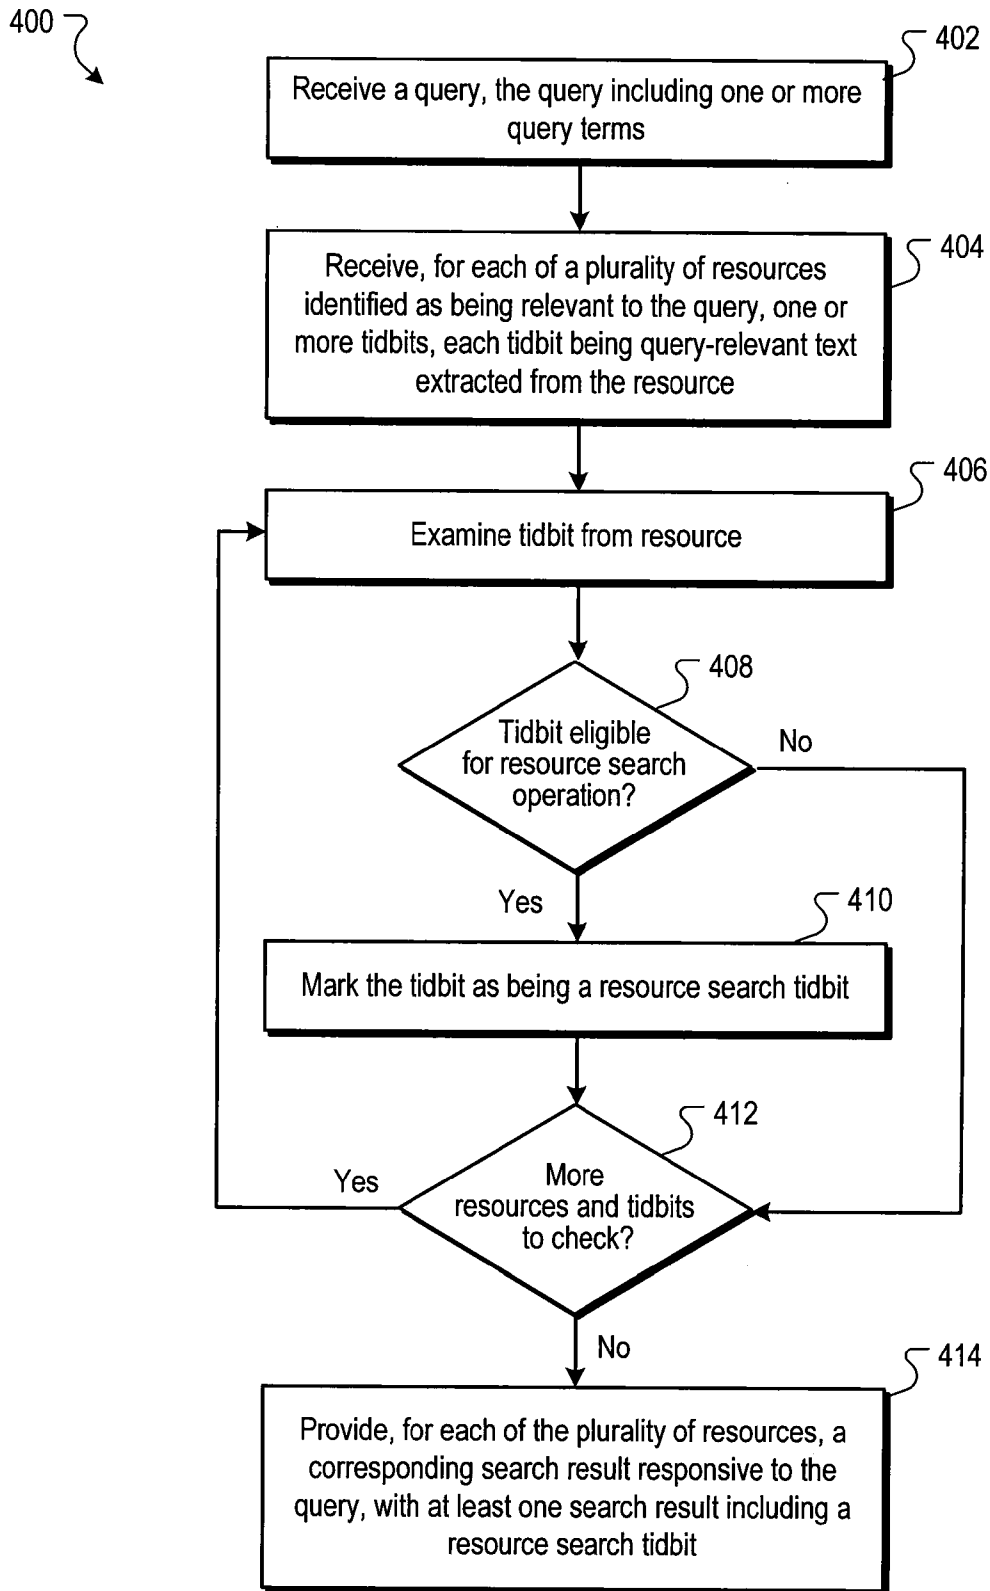 400
402
Receive a query, the query including one or more
query terms
404
Receive, for each of a plurality of resources
identified as being relevant to the query, one or
more tidbits, each tidbit being query-relevant text
extracted from the resource
406
Examine tidbit from resource
408
Tidbit eligible
for resource search
operation?
No
Yes
410
Mark the tidbit as being a resource search tidbit
412
More
resources and tidbits
to check?
Yes
No
414
Provide, for each of the plurality of resources, a
corresponding search result responsive to the
query, with at least one search result including a
resource search tidbit